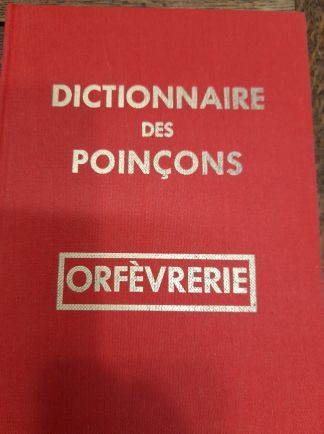 DICTIONNAIRE
DES
POINÇONS
ORFÈVRERIE